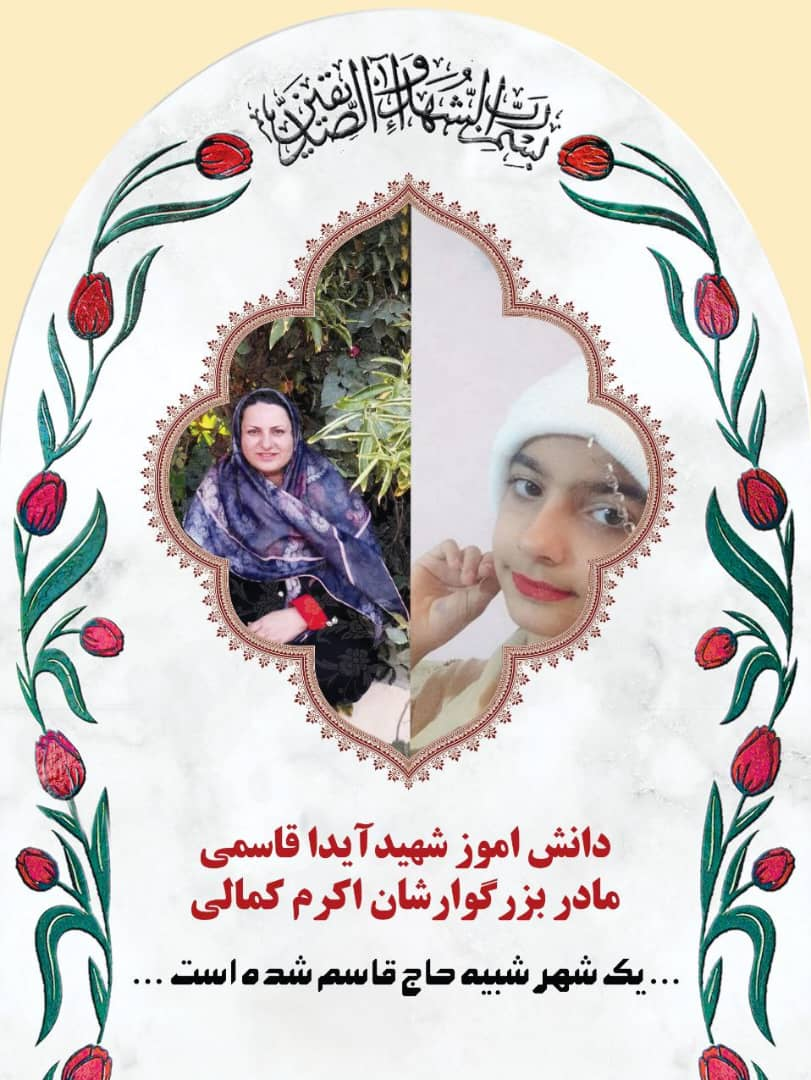 بسم رب الشهداء و الصدیقین
دانش اموز شهید آیدا قاسمی
مادر بزرگوارشان اکرم کمالی
... یک شهر شبیه حاج قاسم شده است ...